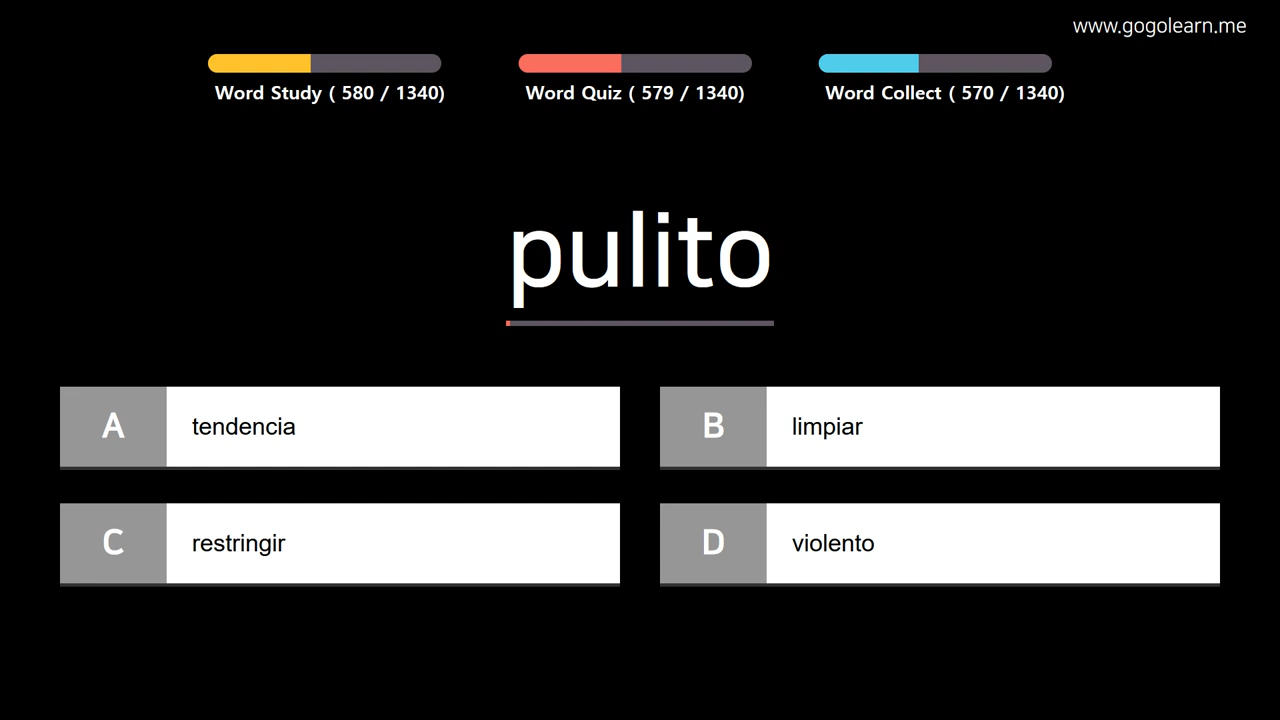 www.gogolearn.me
Word Study ( 580 / 1340)
Word Quiz ( 579 / 1340)
Word Collect ( 570 / 1340)
pulito
A tendencia
B limpiar
C restringir
D violento